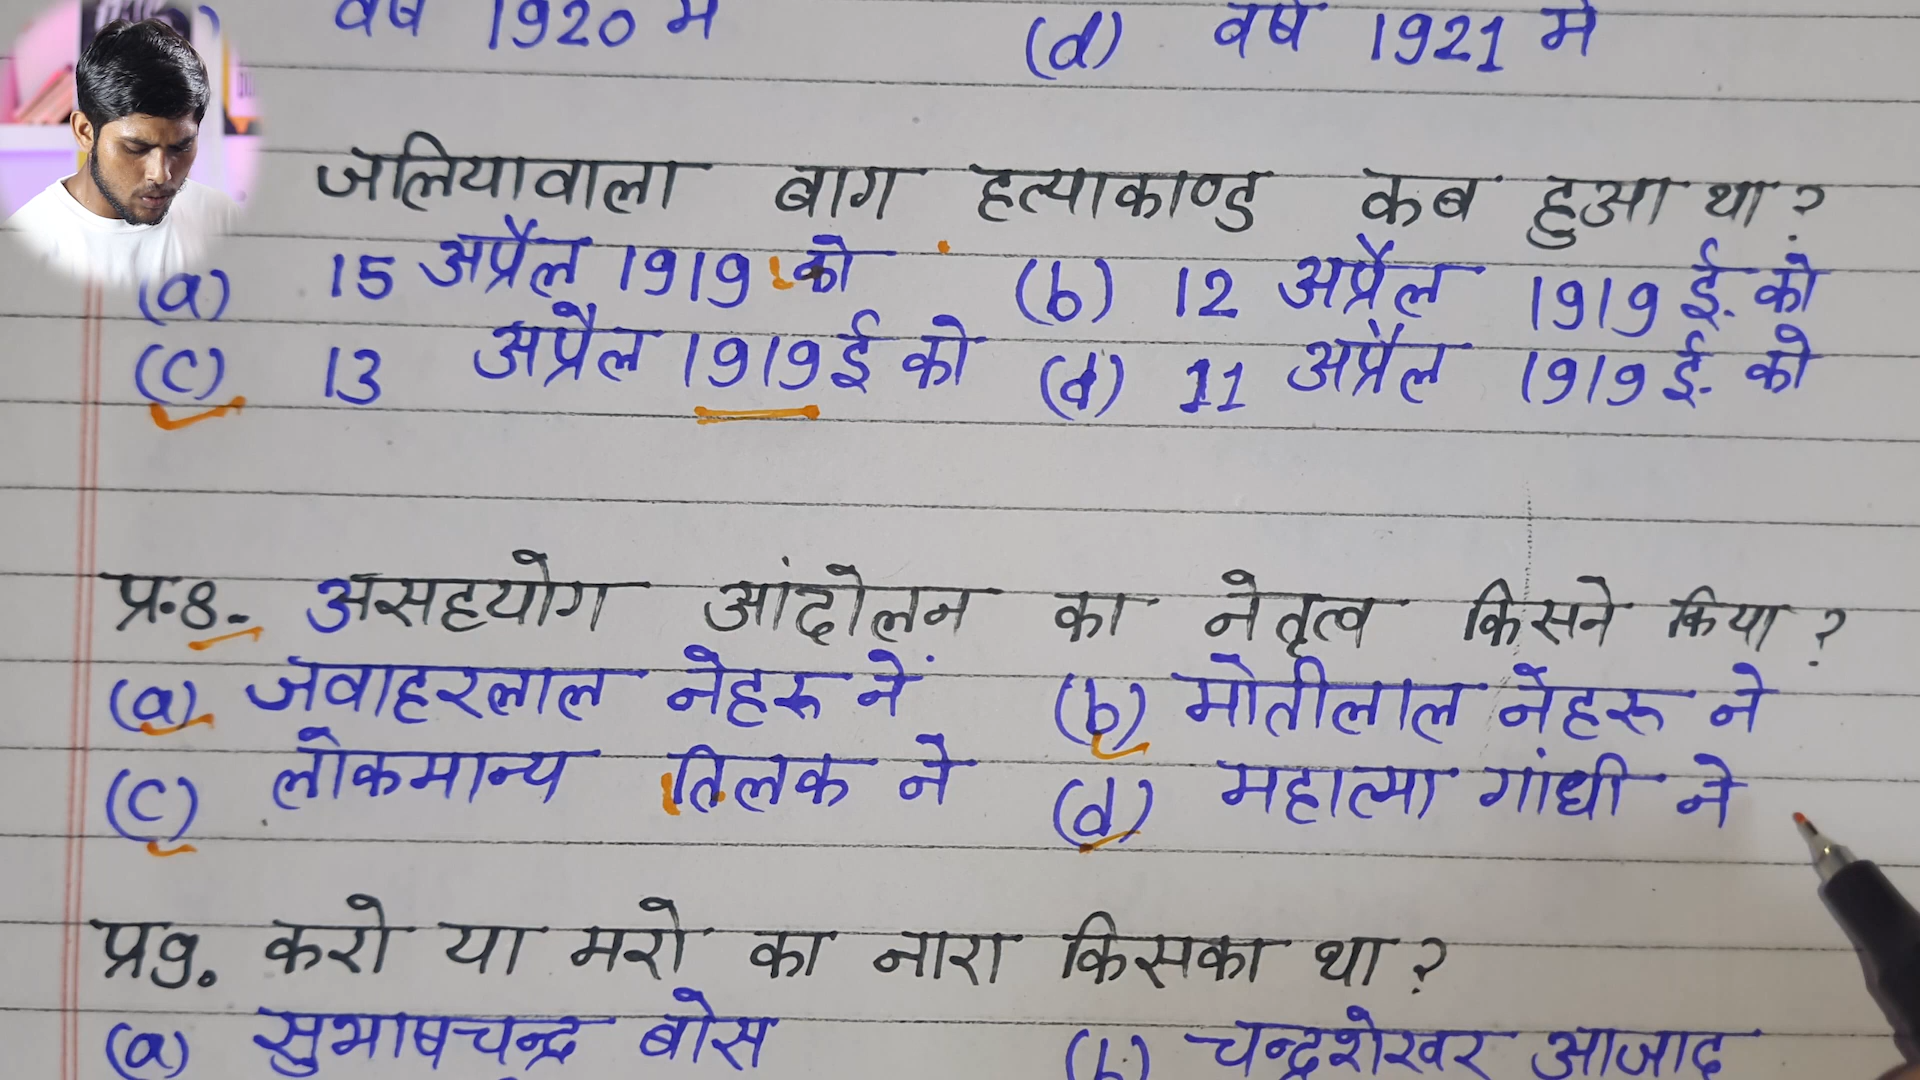 वर्ष 1920 में (d) वर्ष 1921 में
जलियावाला बाग हत्याकाण्ड कब हुआ था?
(a) 15 अप्रैल 1919 को (b) 12 अप्रैल 1919 ई. को
(c) 13 अप्रैल 1919 ई को (d) 11 अप्रैल 1919 ई. को
प्र.8- असहयोग आंदोलन का नेतृत्व किसने किया?
(a) जवाहरलाल नेहरू ने (b) मोतीलाल नेहरू ने
(c) लोकमान्य तिलक ने (d) महात्मा गांधी ने
प्र9. करो या मरो का नारा किसका था?
(a) सुभाषचन्द्र बोस (b) चन्द्रशेखर आजाद